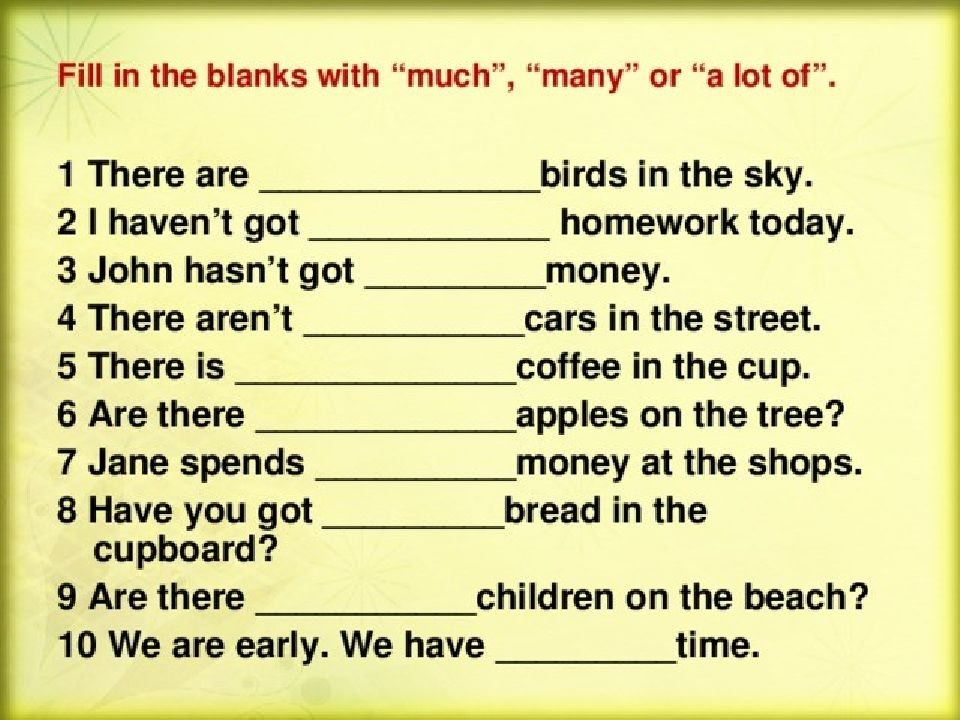 Fill in the blanks with “much”, “many” or “a lot of”.
1 There are ______________birds in the sky.
2 I haven’t got ____________ homework today.
3 John hasn’t got _________money.
4 There aren’t ___________cars in the street.
5 There is ______________coffee in the cup.
6 Are there _____________apples on the tree?
7 Jane spends __________money at the shops.
8 Have you got _________bread in the
cupboard?
9 Are there ___________children on the beach?
10 We are early. We have _________time.